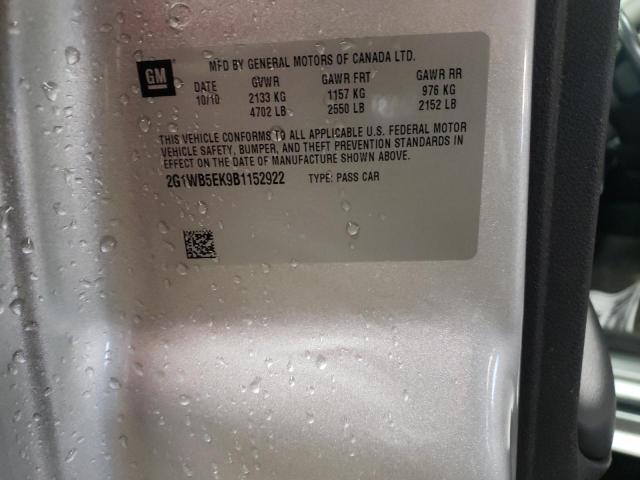 GM
MFD BY GENERAL MOTORS OF CANADA LTD.
DATE GVWR GAWR FRT GAWR RR
10/10 2133 KG 1157 KG 976 KG
4702 LB 2550 LB 2152 LB
THIS VEHICLE CONFORMS TO ALL APPLICABLE U.S. FEDERAL MOTOR
VEHICLE SAFETY, BUMPER, AND THEFT PREVENTION STANDARDS IN
EFFECT ON THE DATE OF MANUFACTURE SHOWN ABOVE.
2G1WB5EK9B1152922 TYPE: PASS CAR